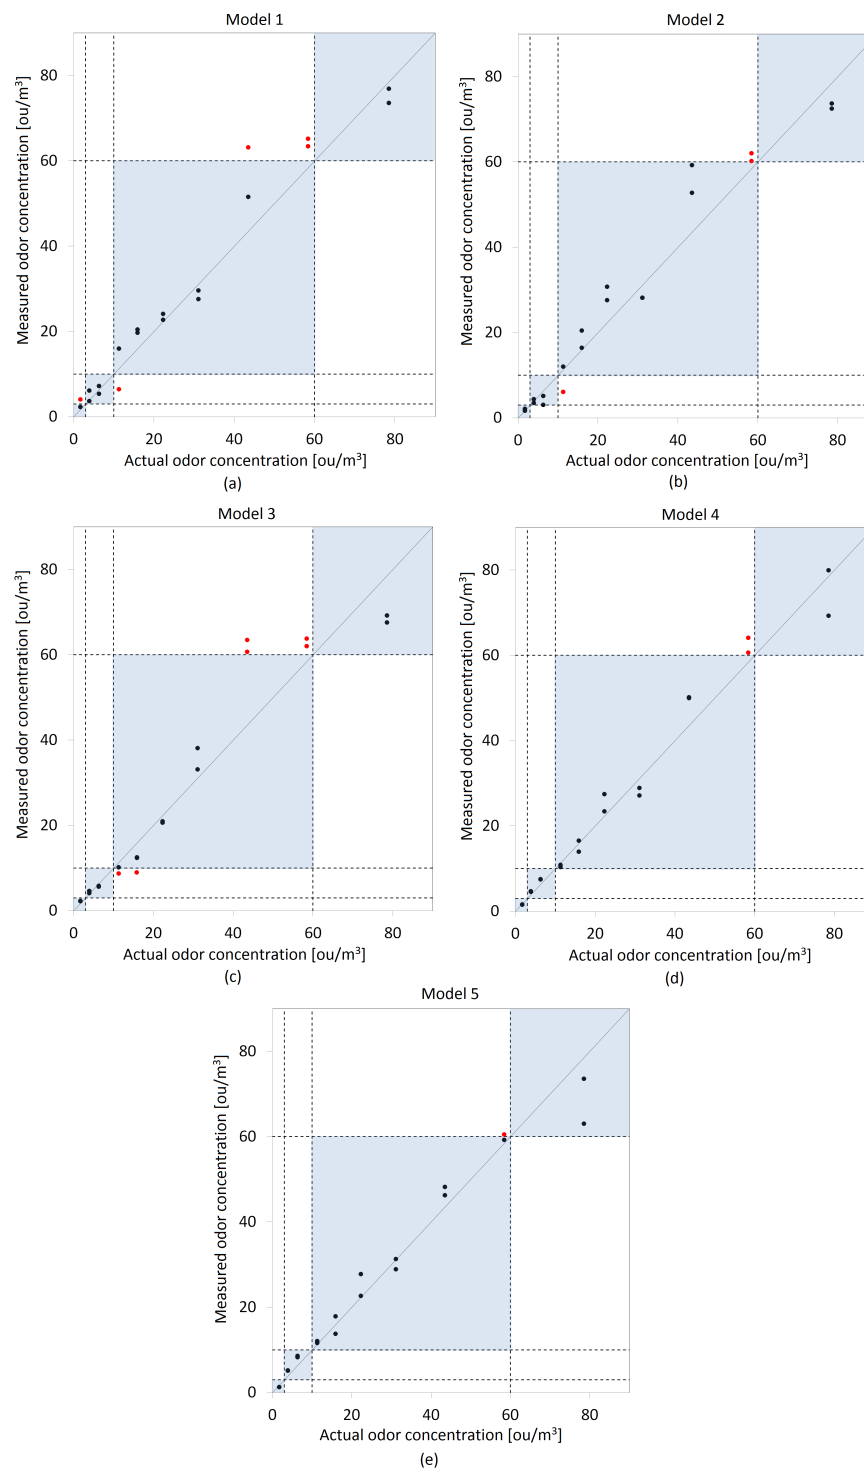 Model 1
Measured odor concentration [ou/m³]
80
60
40
20
0
0 20 40 60 80
Actual odor concentration [ou/m³]
(a)
Model 2
Measured odor concentration [ou/m³]
80
60
40
20
0
0 20 40 60 80
Actual odor concentration [ou/m³]
(b)
Model 3
Measured odor concentration [ou/m³]
80
60
40
20
0
0 20 40 60 80
Actual odor concentration [ou/m³]
(c)
Model 4
Measured odor concentration [ou/m³]
80
60
40
20
0
0 20 40 60 80
Actual odor concentration [ou/m³]
(d)
Model 5
Measured odor concentration [ou/m³]
80
60
40
20
0
0 20 40 60 80
Actual odor concentration [ou/m³]
(e)